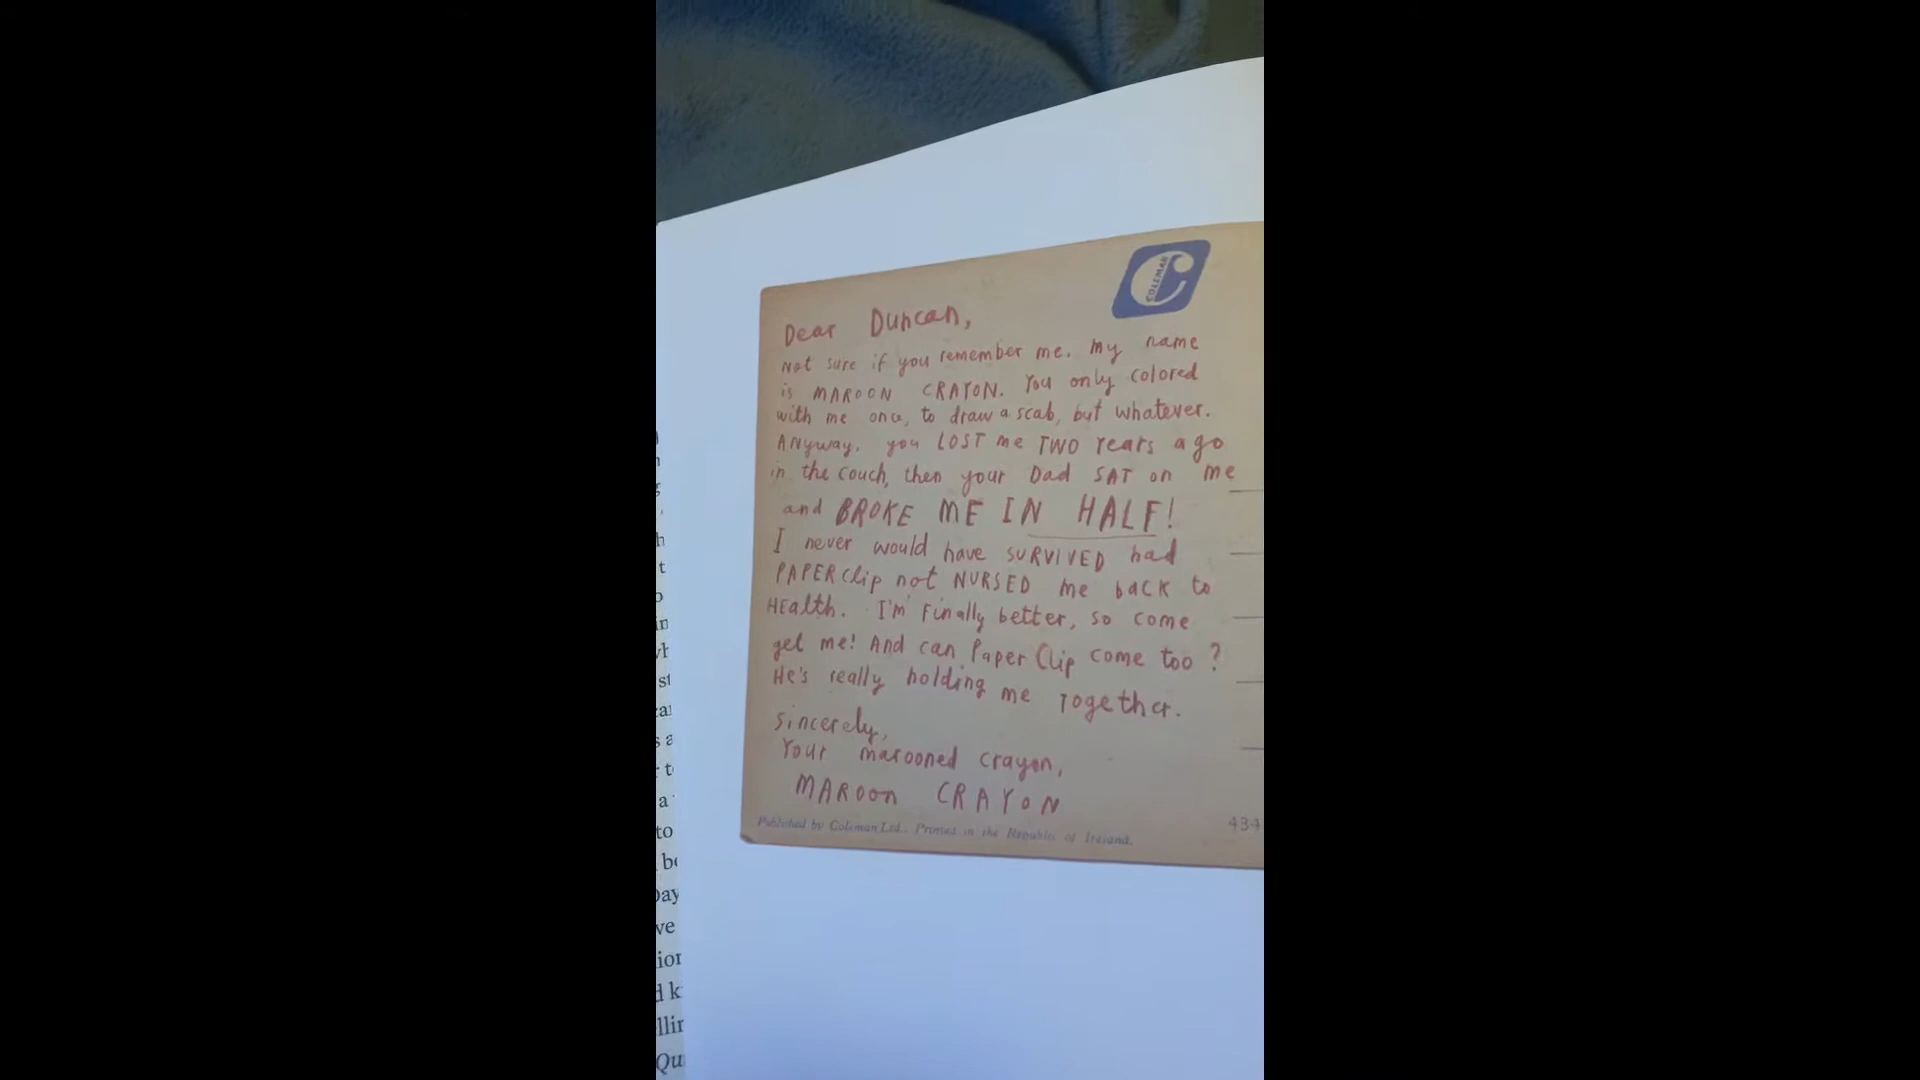 COLEMAN
Dear Duncan,
Not sure if you remember me. My name
is MAROON CRAYON. You only colored
with me once, to draw a scab, but whatever.
ANyway, you LOST me TWO Years ago
in the couch, then your Dad SAT on me
and BROKE ME IN HALF!
I never would have SURVIVED had
PAPERClip not NURSED me back to
HEalth. I'm Finally better, so come
get me! And can Paper Clip come too?
He's really holding me Together.
Sincerely,
Your marooned crayon,
MAROON CRAYON
Published by Coleman Ltd.. Printed in the Republic of Ireland.
434